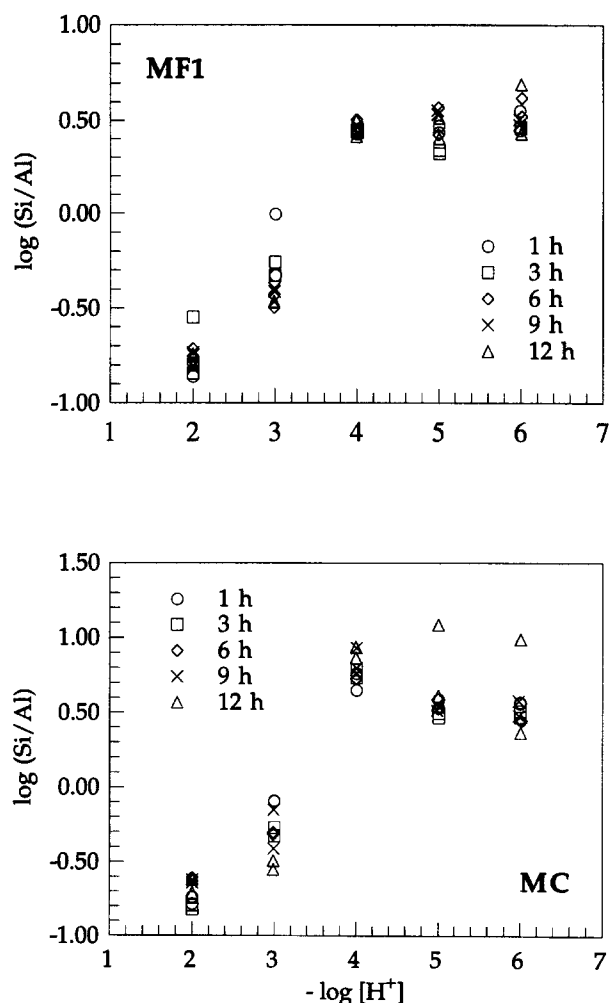 1.00
MF1
0.50
log (Si/Al)
0.00
-0.50
-1.00
1 h
3 h
6 h
9 h
12 h
1 2 3 4 5 6 7
1.50
1 h
3 h
6 h
9 h
12 h
1.00
log (Si/Al)
0.50
0.00
-0.50
-1.00
MC
1 2 3 4 5 6 7
- log [H⁺]